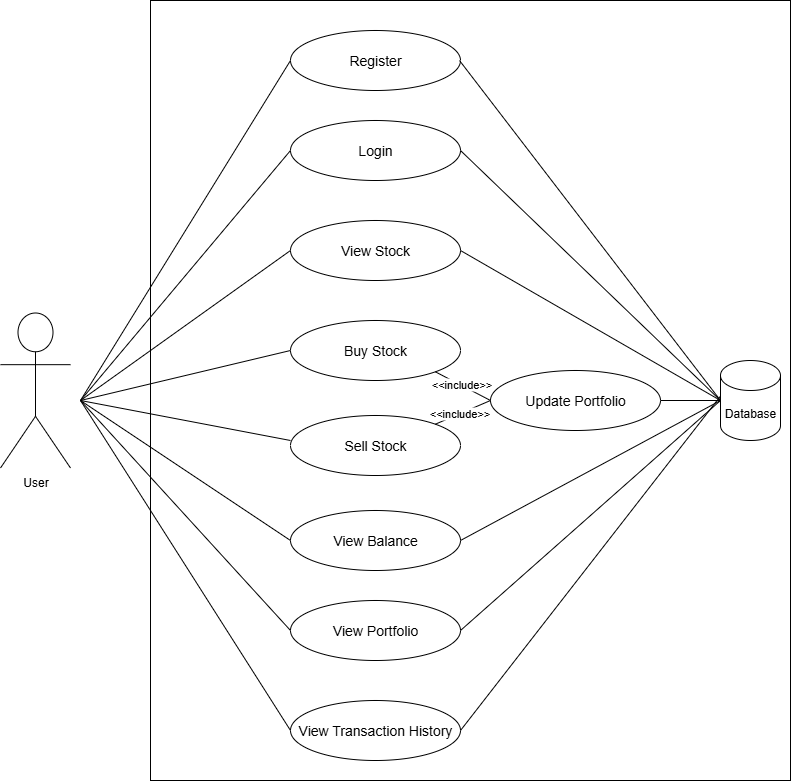 Register
Login
View Stock
Buy Stock
<<include>>
Update Portfolio
Database
<<include>>
Sell Stock
User
View Balance
View Portfolio
View Transaction History